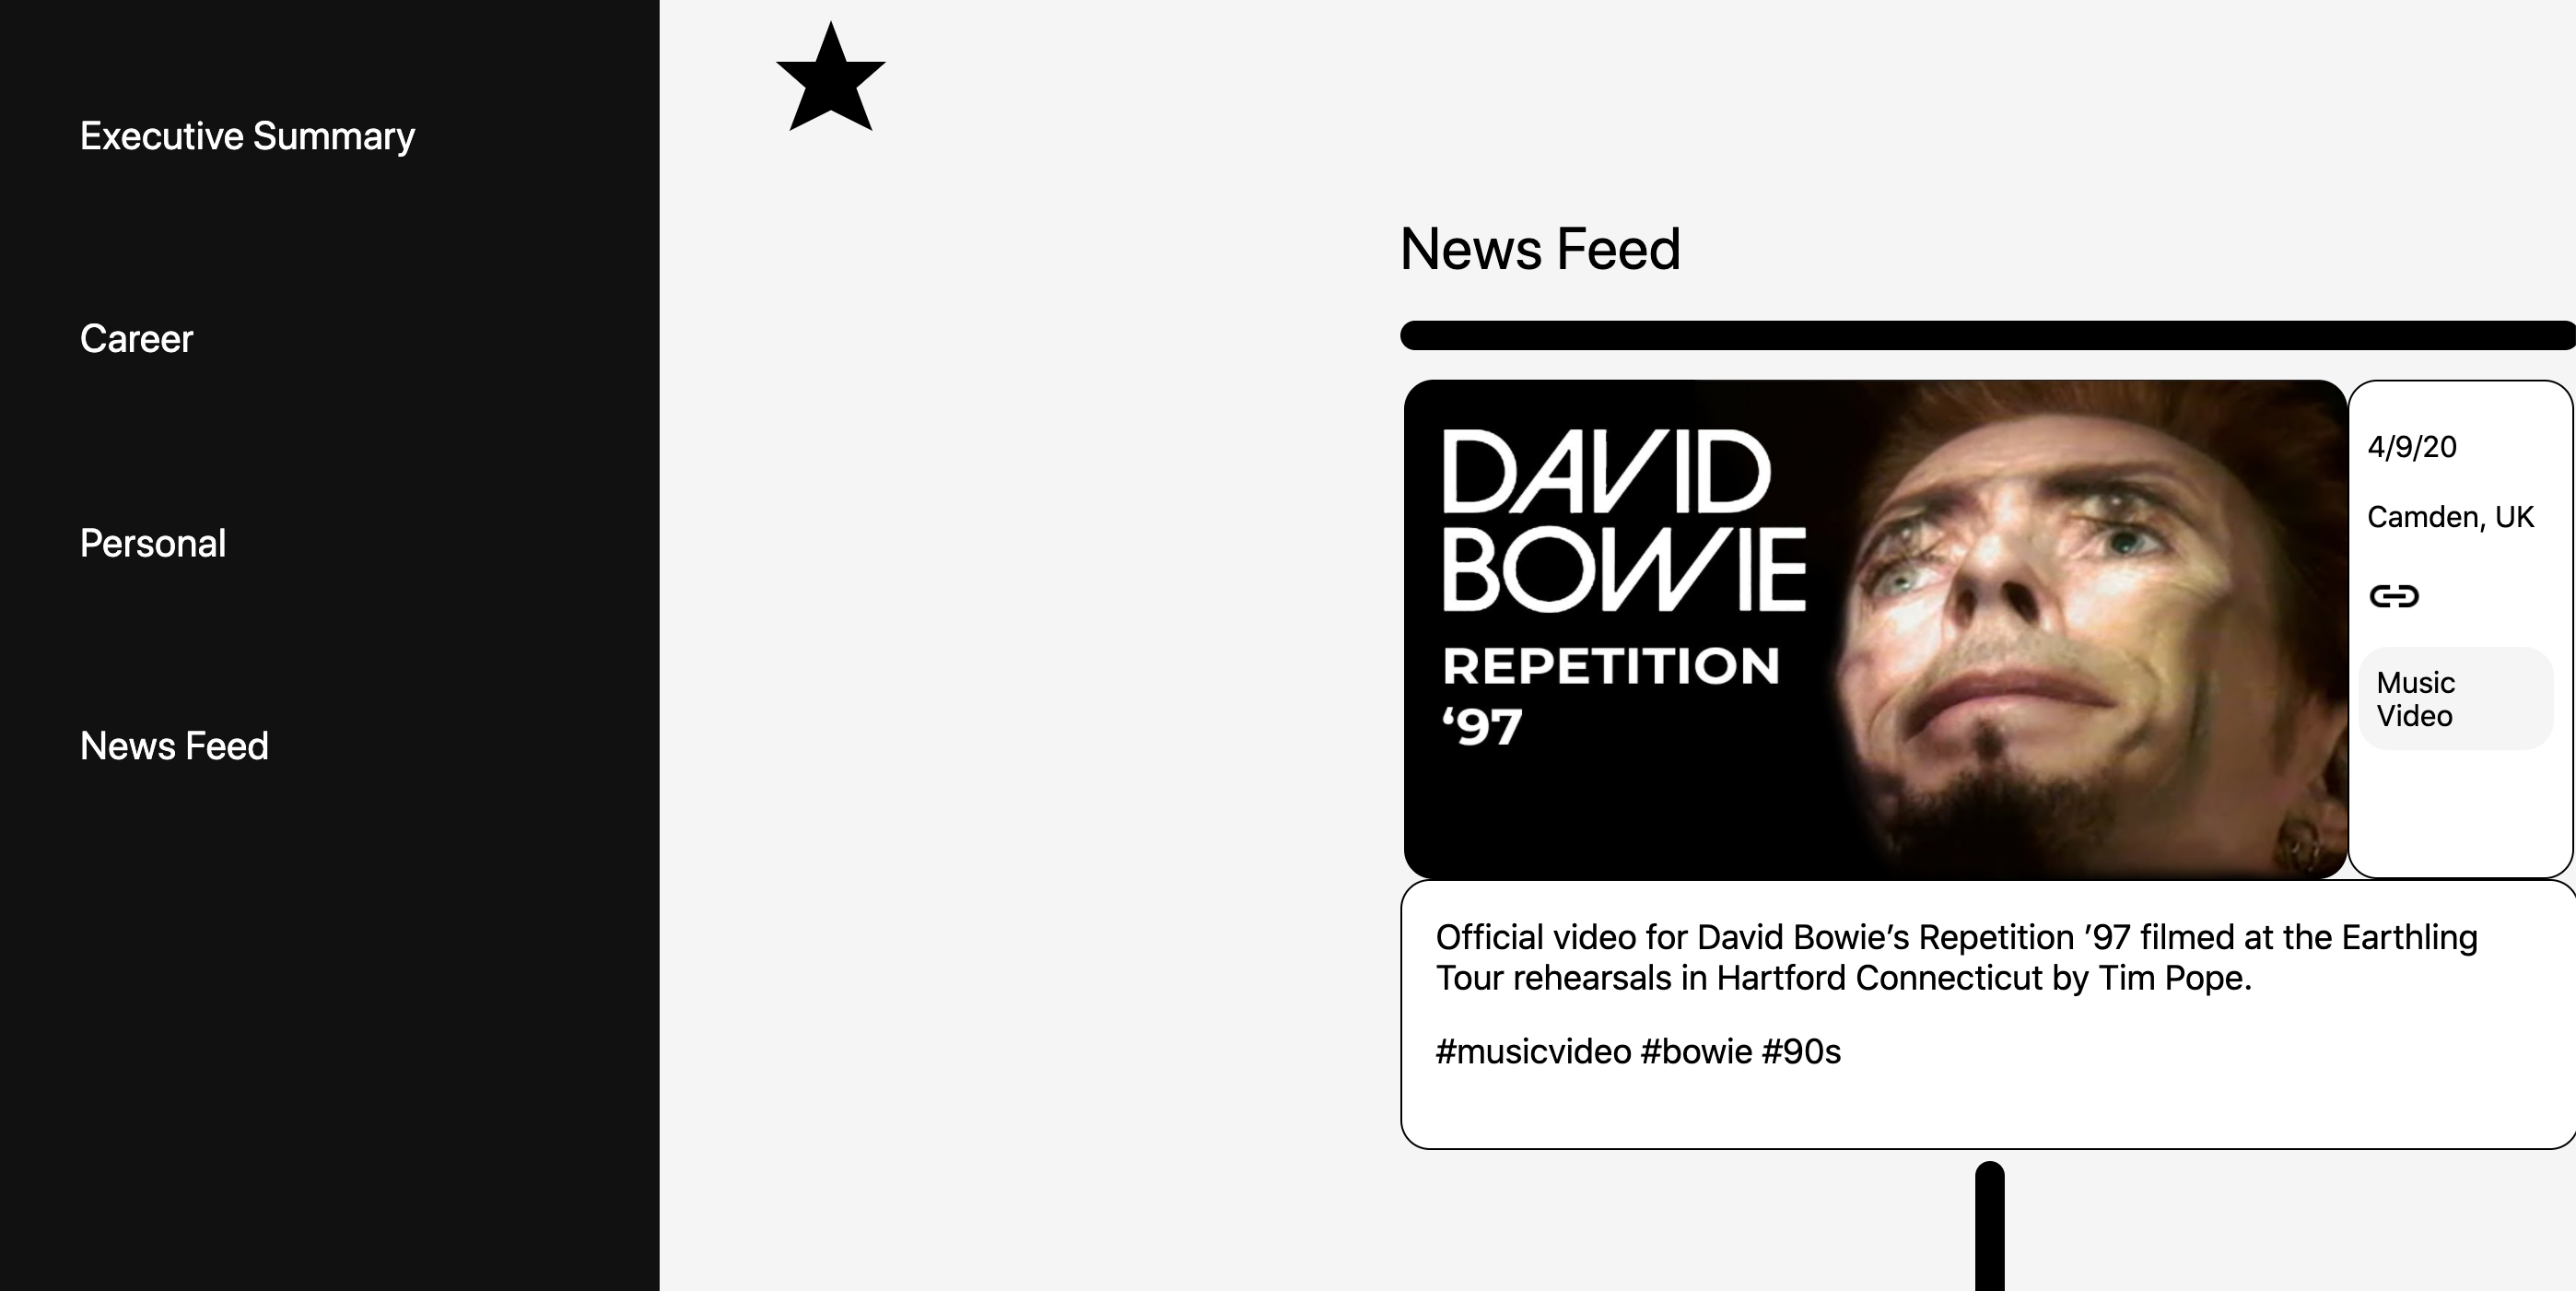 Executive Summary
Career
Personal
News Feed
News Feed
DAVID
BOWIE
REPETITION
‘97
4/9/20
Camden, UK
Music
Video
Official video for David Bowie’s Repetition ’97 filmed at the Earthling
Tour rehearsals in Hartford Connecticut by Tim Pope.
#musicvideo #bowie #90s